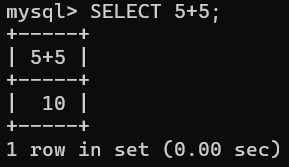 mysql> SELECT 5+5;
+-----+
| 5+5 |
+-----+
|  10 |
+-----+
1 row in set (0.00 sec)